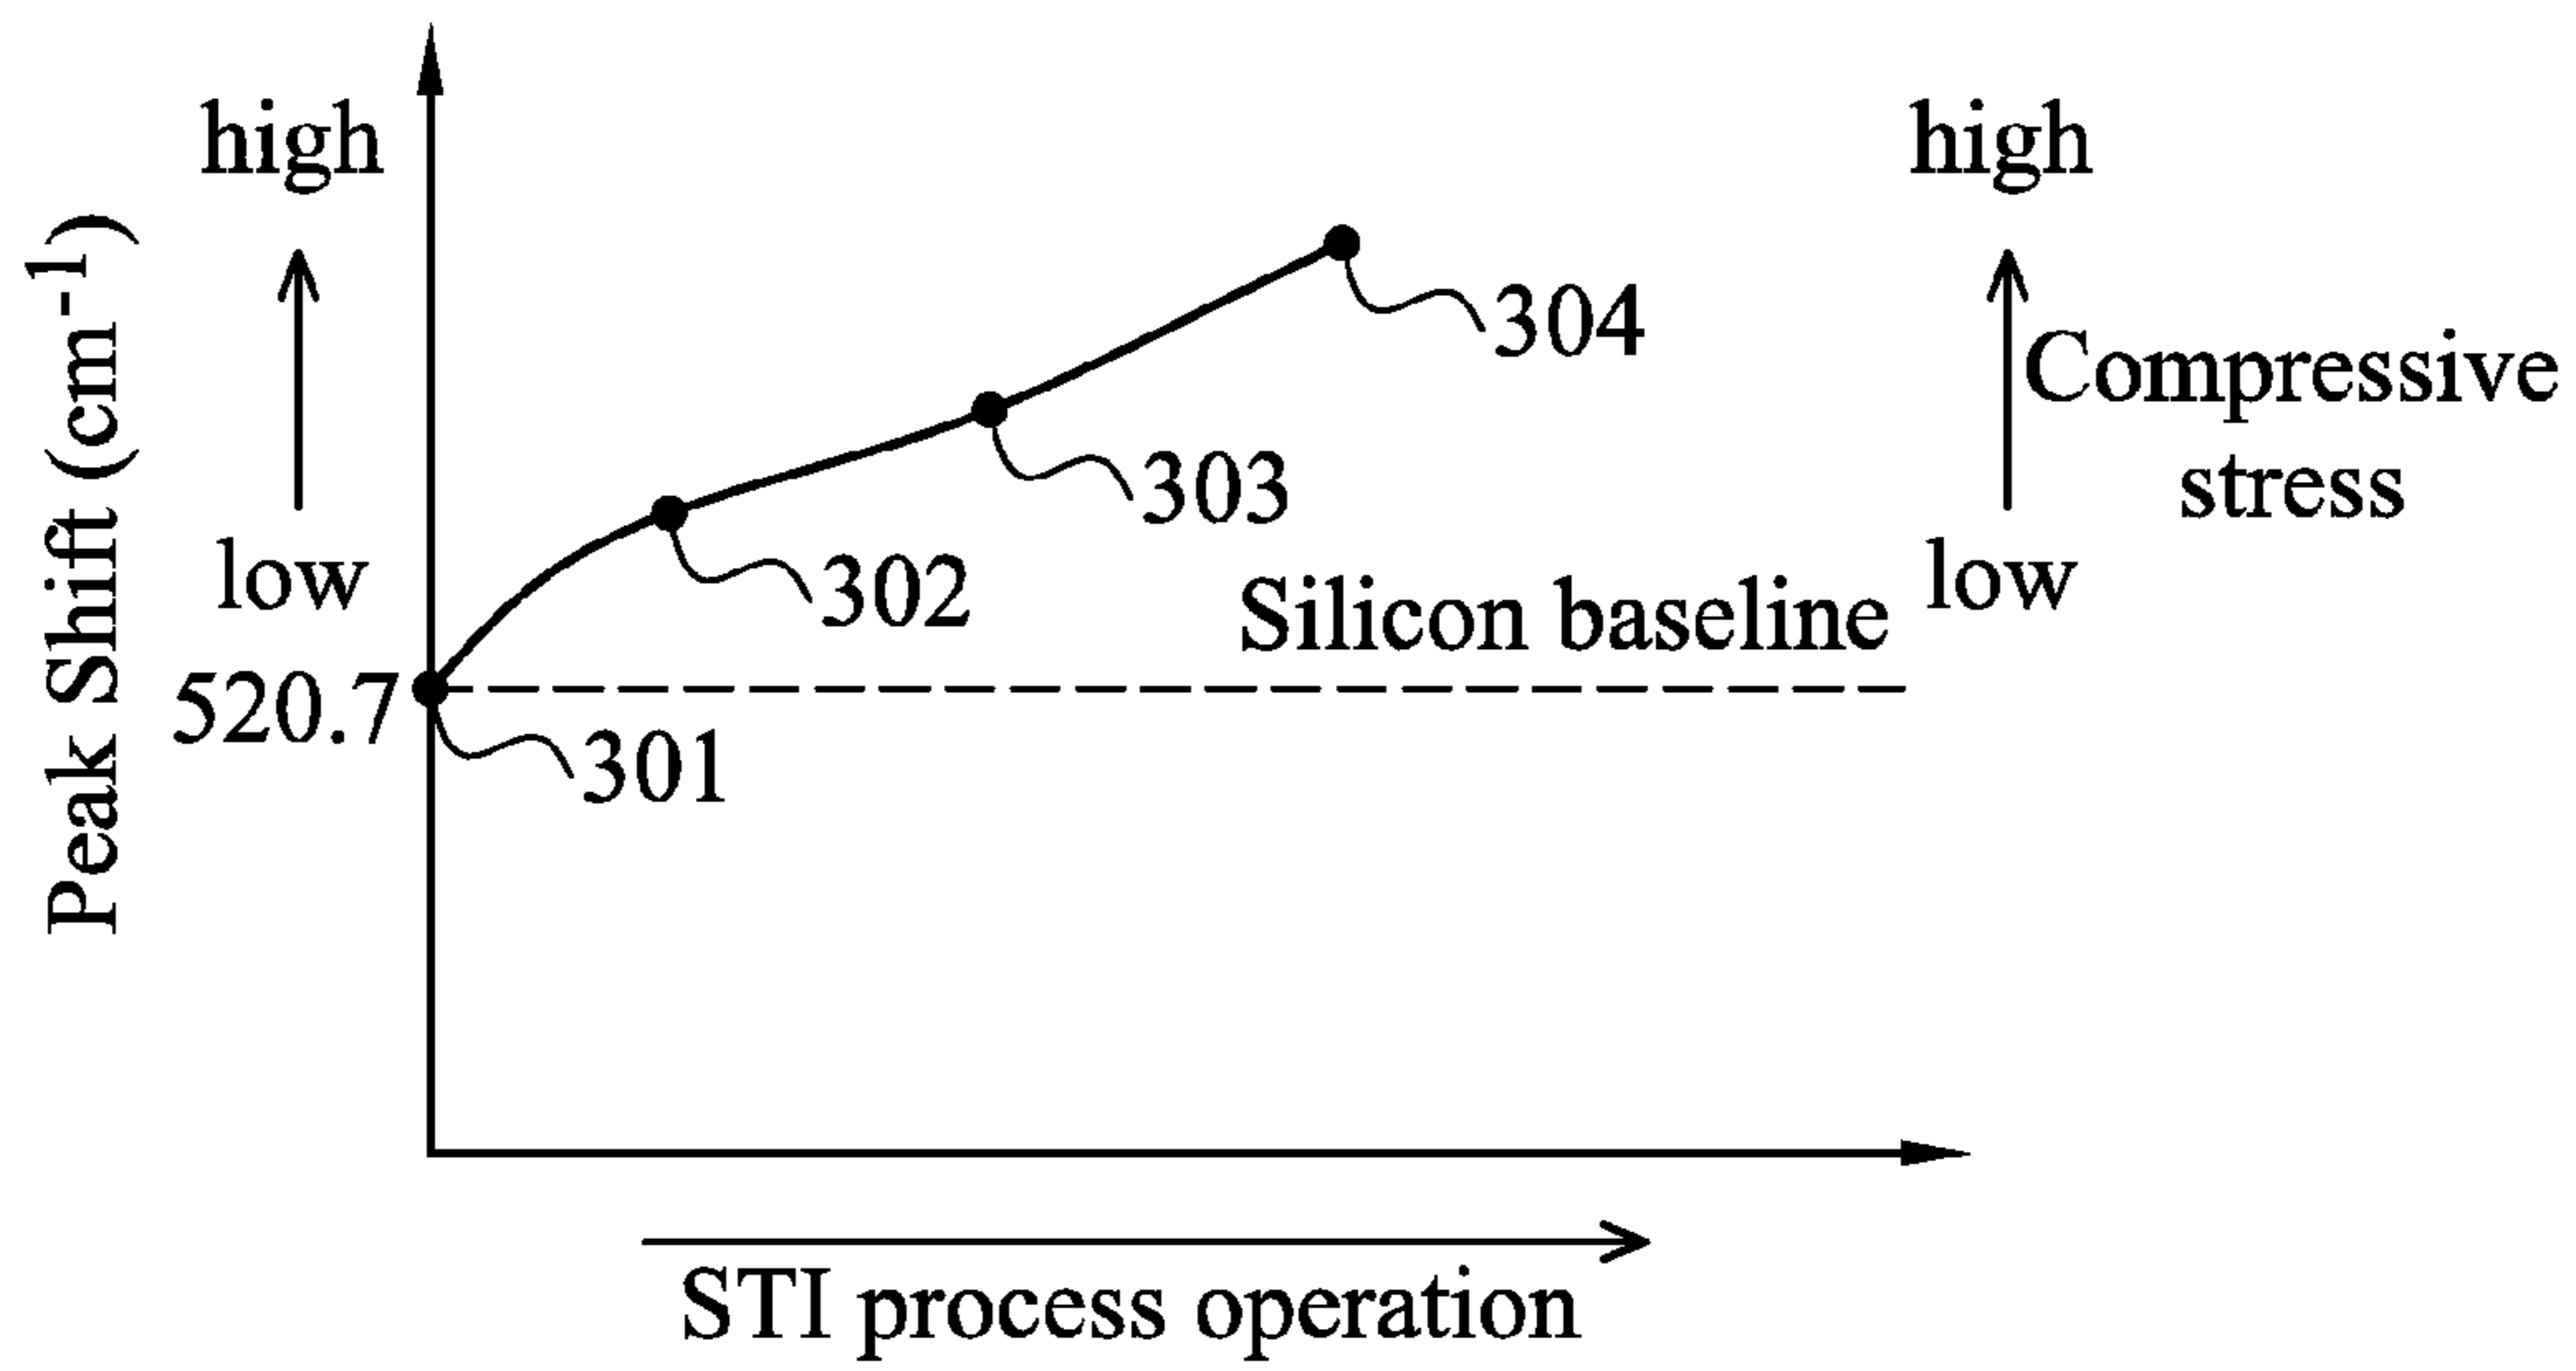 high
low
Peak Shift (cm⁻¹)
520.7
301
302
303
304
Silicon baseline
high
Compressive
stress
low
STI process operation